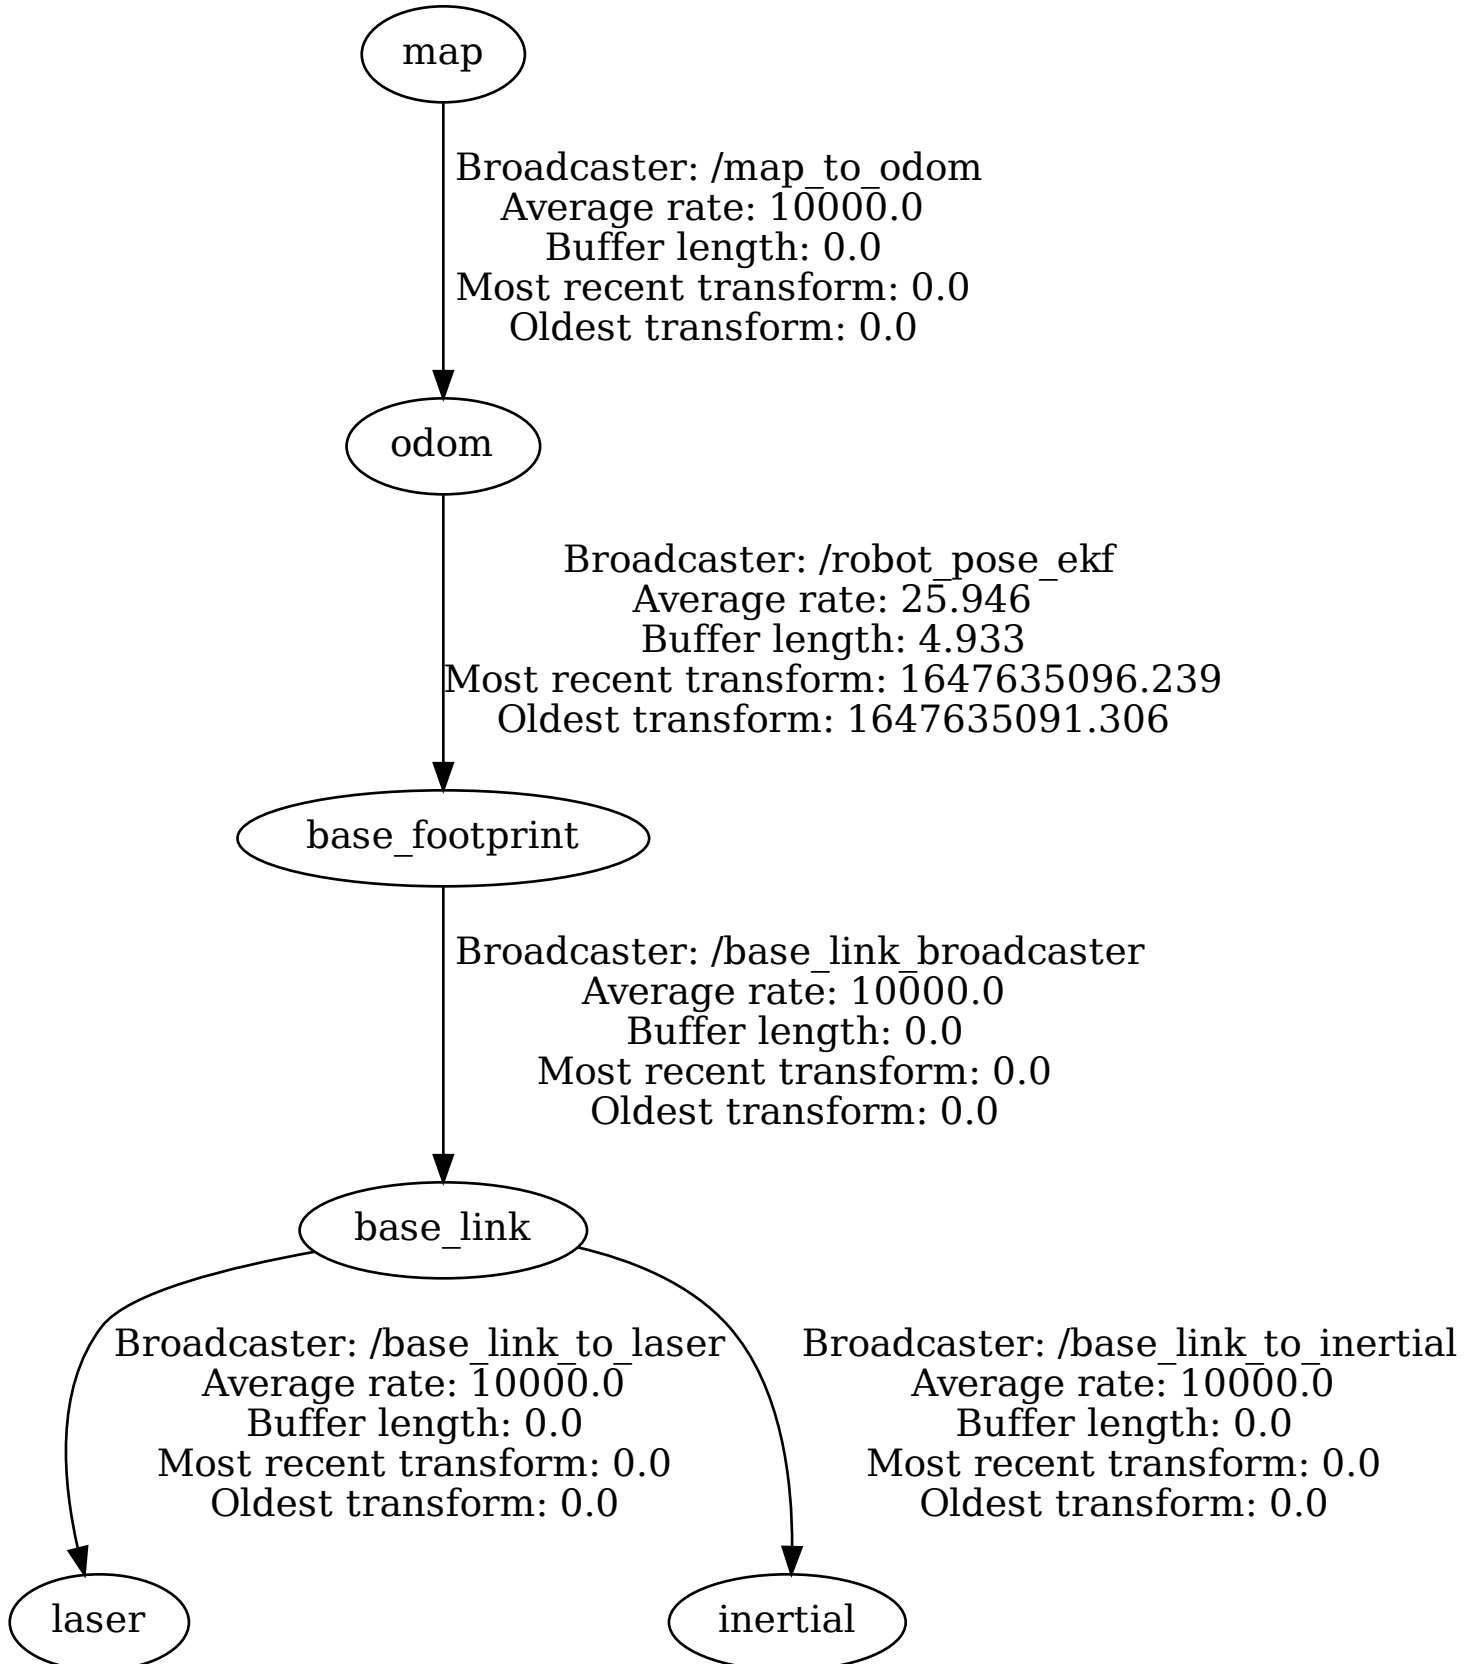 map
Broadcaster: /map_to_odom
Average rate: 10000.0
Buffer length: 0.0
Most recent transform: 0.0
Oldest transform: 0.0
odom
Broadcaster: /robot_pose_ekf
Average rate: 25.946
Buffer length: 4.933
Most recent transform: 1647635096.239
Oldest transform: 1647635091.306
base_footprint
Broadcaster: /base_link_broadcaster
Average rate: 10000.0
Buffer length: 0.0
Most recent transform: 0.0
Oldest transform: 0.0
base_link
Broadcaster: /base_link_to_laser
Average rate: 10000.0
Buffer length: 0.0
Most recent transform: 0.0
Oldest transform: 0.0
Broadcaster: /base_link_to_inertial
Average rate: 10000.0
Buffer length: 0.0
Most recent transform: 0.0
Oldest transform: 0.0
laser
inertial